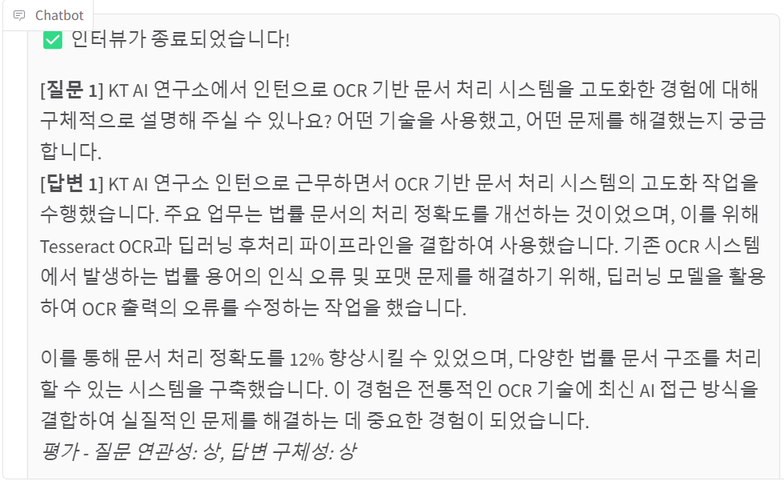 Chatbot
✅ 인터뷰가 종료되었습니다!
[질문 1] KT AI 연구소에서 인턴으로 OCR 기반 문서 처리 시스템을 고도화한 경험에 대해
구체적으로 설명해 주실 수 있나요? 어떤 기술을 사용했고, 어떤 문제를 해결했는지 궁금
합니다.
[답변 1] KT AI 연구소 인턴으로 근무하면서 OCR 기반 문서 처리 시스템의 고도화 작업을
수행했습니다. 주요 업무는 법률 문서의 처리 정확도를 개선하는 것이었으며, 이를 위해
Tesseract OCR과 딥러닝 후처리 파이프라인을 결합하여 사용했습니다. 기존 OCR 시스템
에서 발생하는 법률 용어의 인식 오류 및 포맷 문제를 해결하기 위해, 딥러닝 모델을 활용
하여 OCR 출력의 오류를 수정하는 작업을 했습니다.
이를 통해 문서 처리 정확도를 12% 향상시킬 수 있었으며, 다양한 법률 문서 구조를 처리
할 수 있는 시스템을 구축했습니다. 이 경험은 전통적인 OCR 기술에 최신 AI 접근 방식을
결합하여 실질적인 문제를 해결하는 데 중요한 경험이 되었습니다.
평가 - 질문 연관성: 상, 답변 구체성: 상